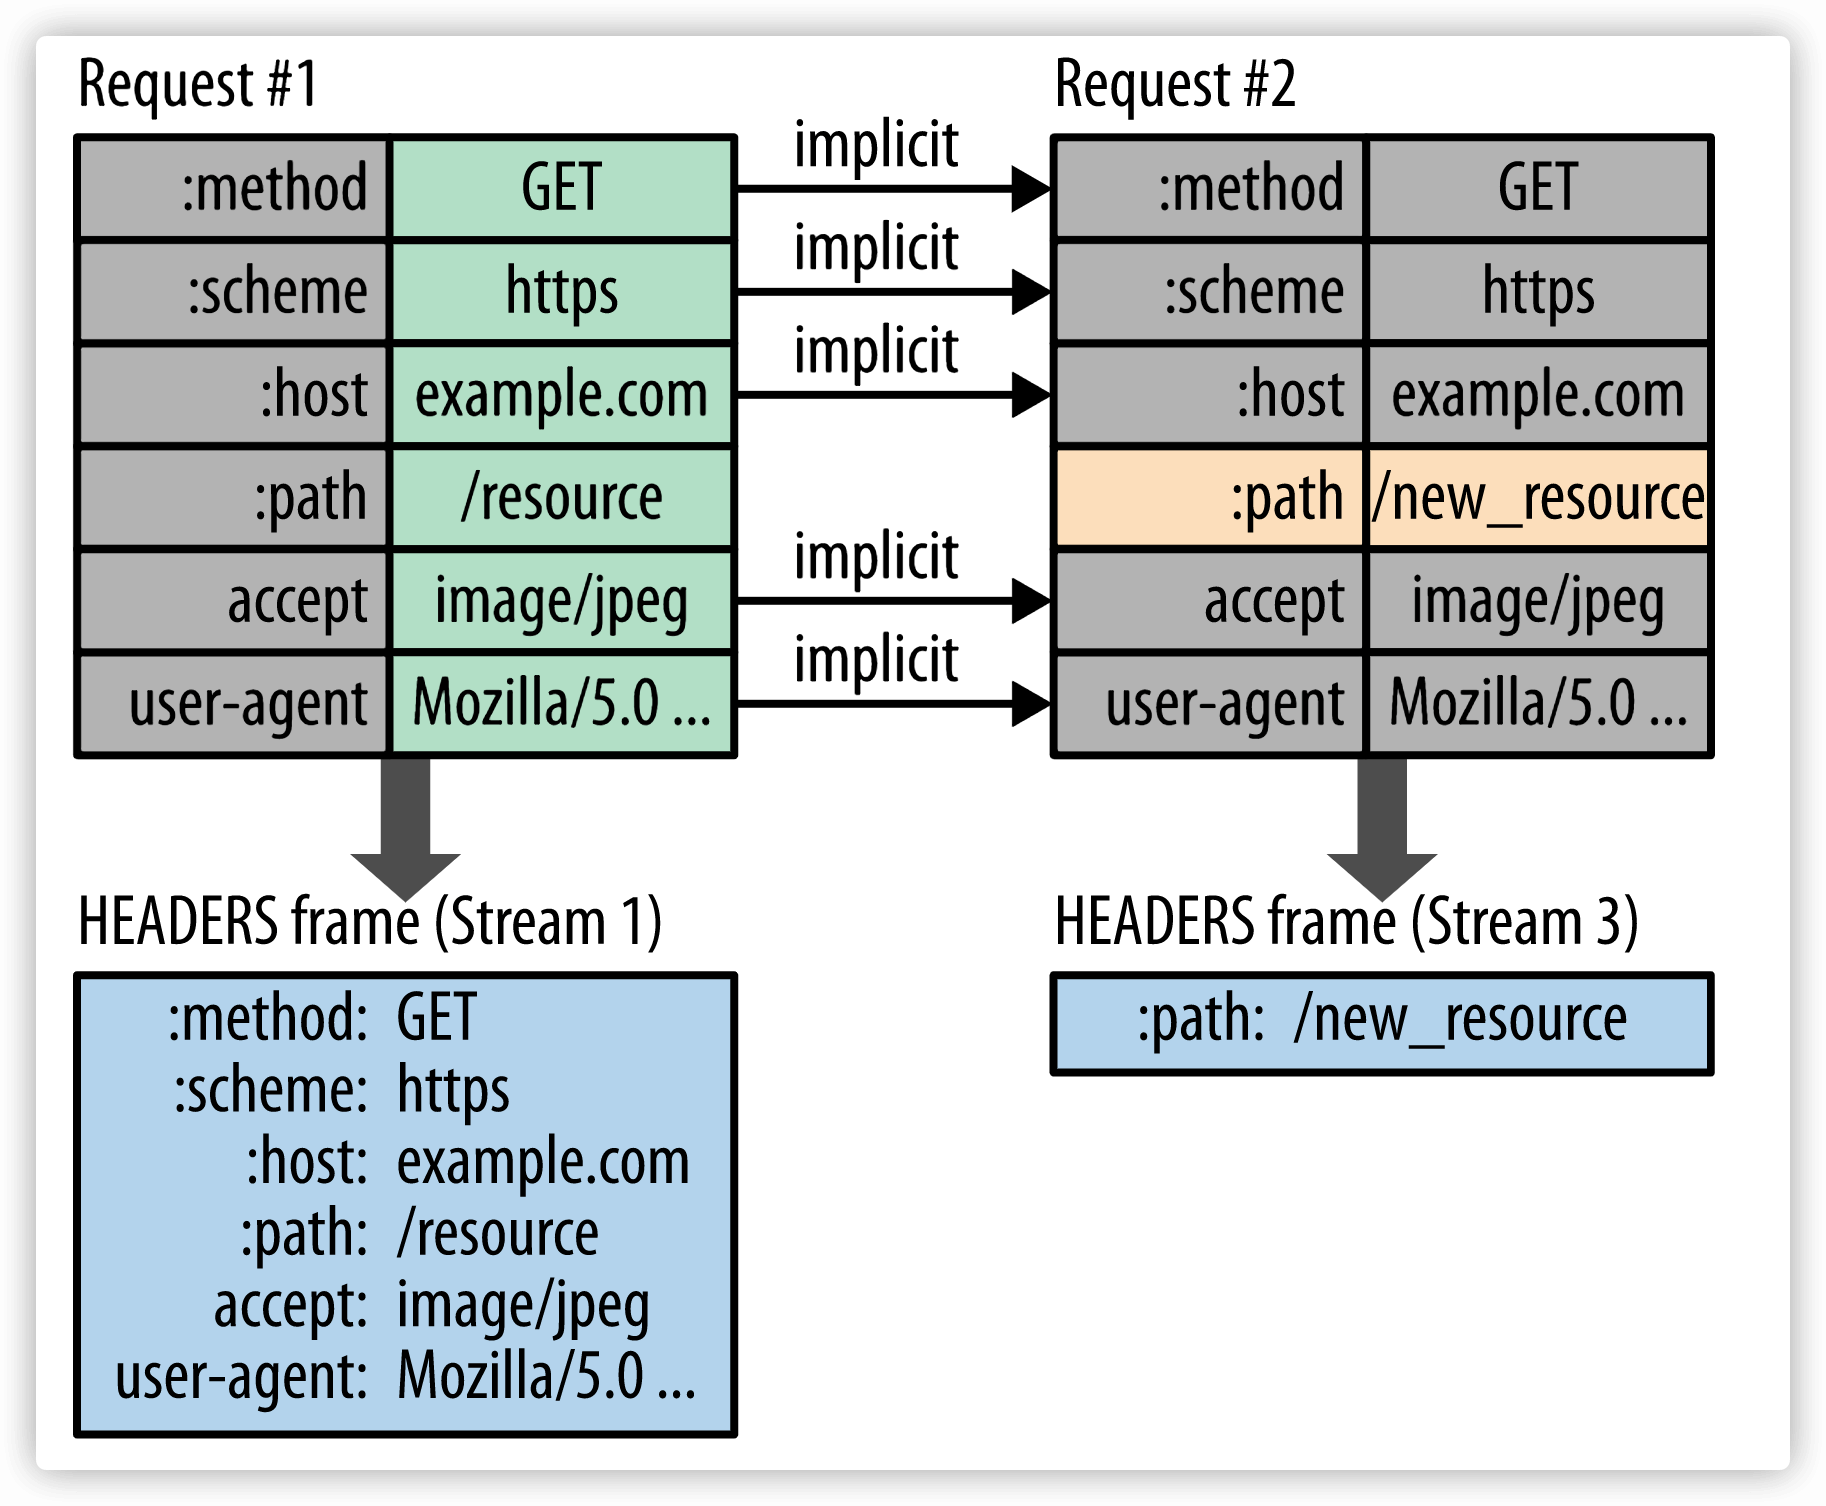 Request #1
:method GET
:scheme https
:host example.com
:path /resource
accept image/jpeg
user-agent Mozilla/5.0 ...
implicit
implicit
implicit
implicit
implicit
Request #2
:method GET
:scheme https
:host example.com
:path /new_resource
accept image/jpeg
user-agent Mozilla/5.0 ...
HEADERS frame (Stream 1)
:method: GET
:scheme: https
:host: example.com
:path: /resource
accept: image/jpeg
user-agent: Mozilla/5.0 ...
HEADERS frame (Stream 3)
:path: /new_resource